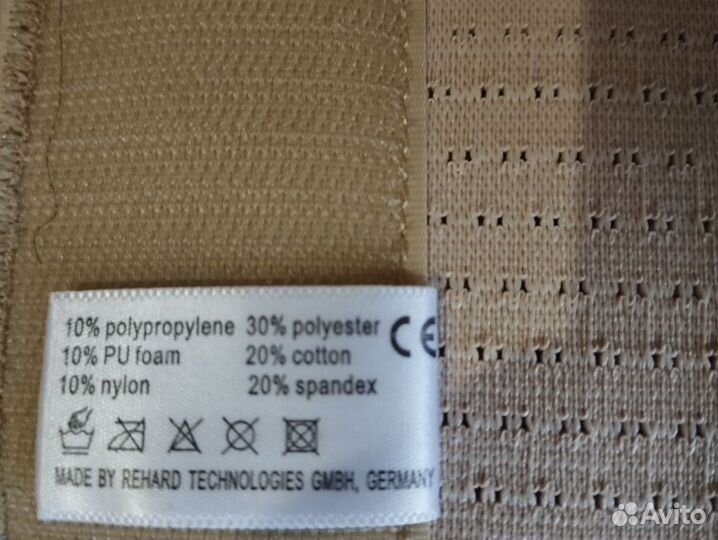 10% polypropylene 30% polyester
10% PU foam 20% cotton
10% nylon 20% spandex
CE
MADE BY REHARD TECHNOLOGIES GMBH, GERMANY
Avito